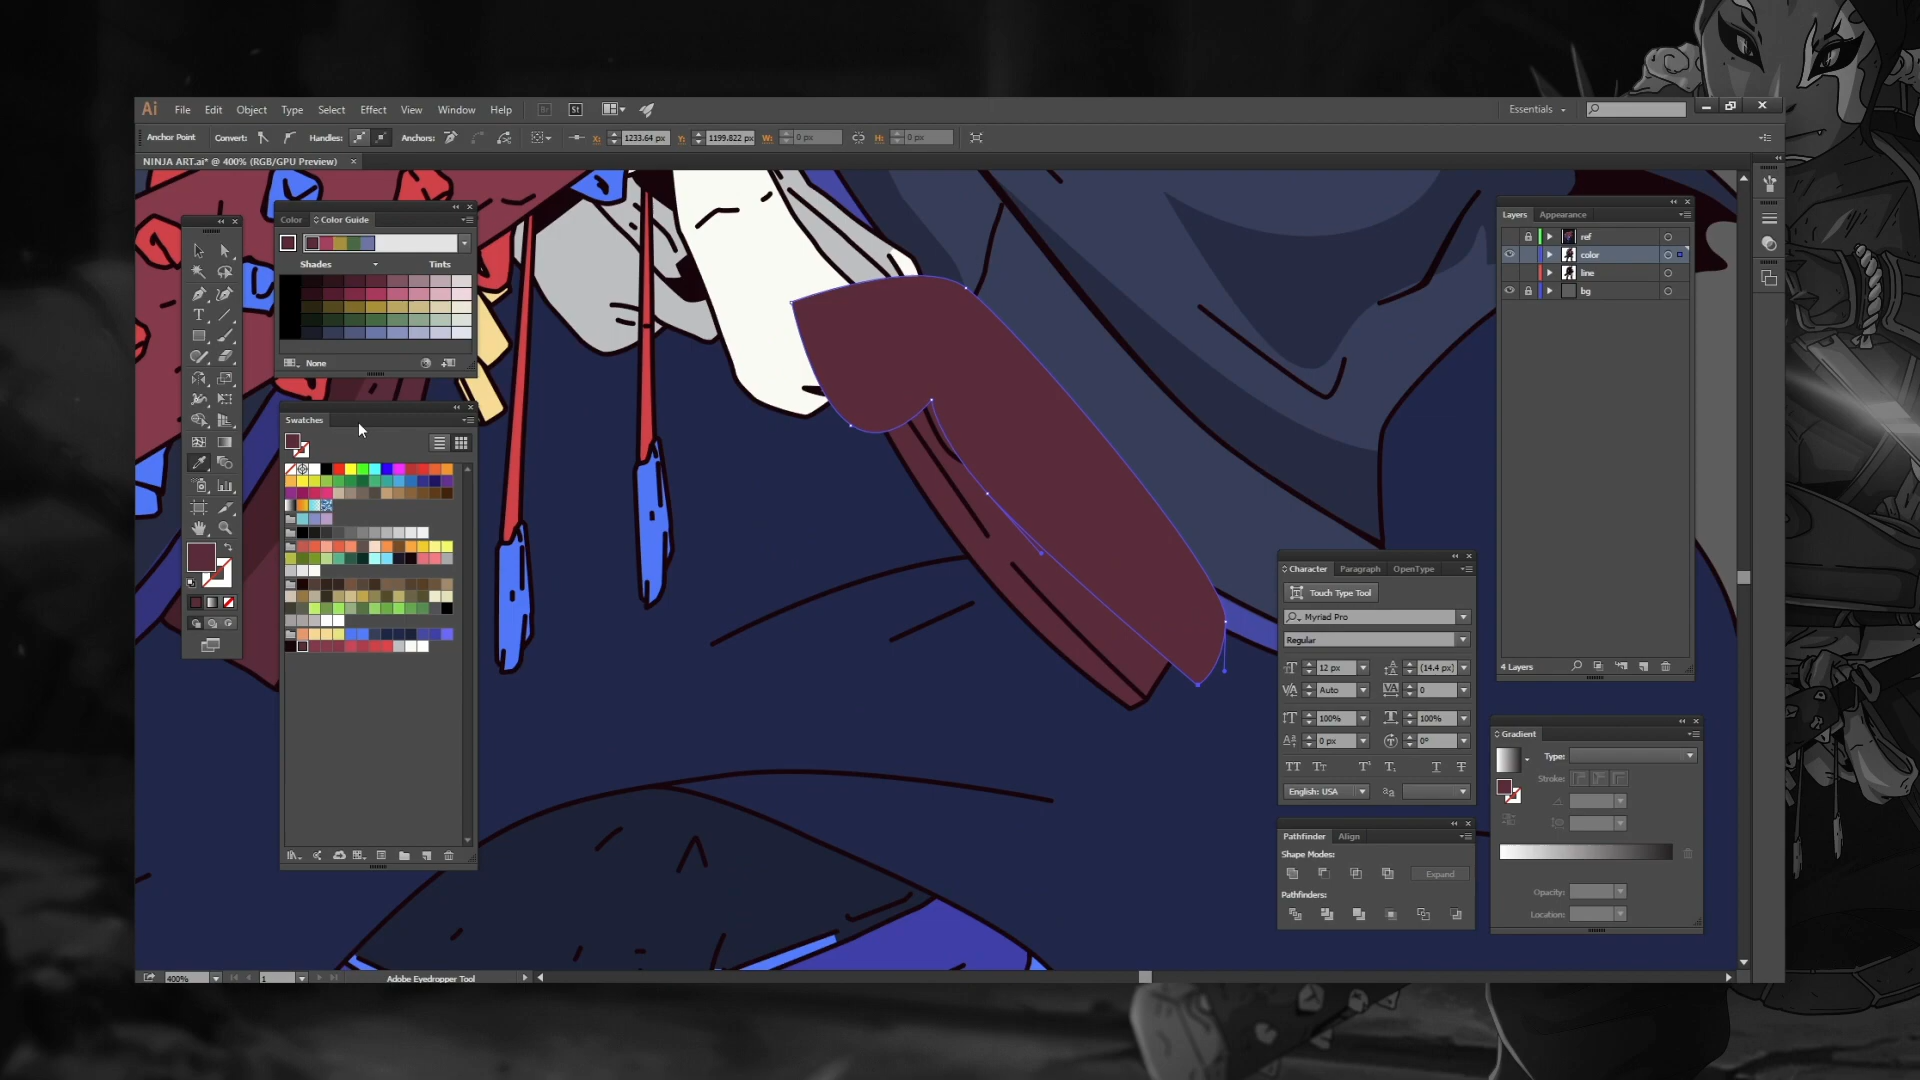 Ai File Edit Object Type Select Effect View Window Help Br St Essentials
Anchor Point Convert: Handles: Anchors: X: 1233.64 px Y: 1199.822 px W: 0 px H: 0 px
NINJA ART.ai* @ 400% (RGB/GPU Preview)
Color Color Guide
Shades Tints
None
Swatches
Layers Appearance
ref
color
line
bg
4 Layers
Character Paragraph OpenType
Touch Type Tool
Myriad Pro
Regular
12 px (14.4 px)
Auto 0
100% 100%
0 px 0°
English: USA
Pathfinder Align
Shape Modes:
Expand
Pathfinders:
Gradient
Type:
Stroke:
Opacity:
Location:
400% 1 Adobe Eyedropper Tool